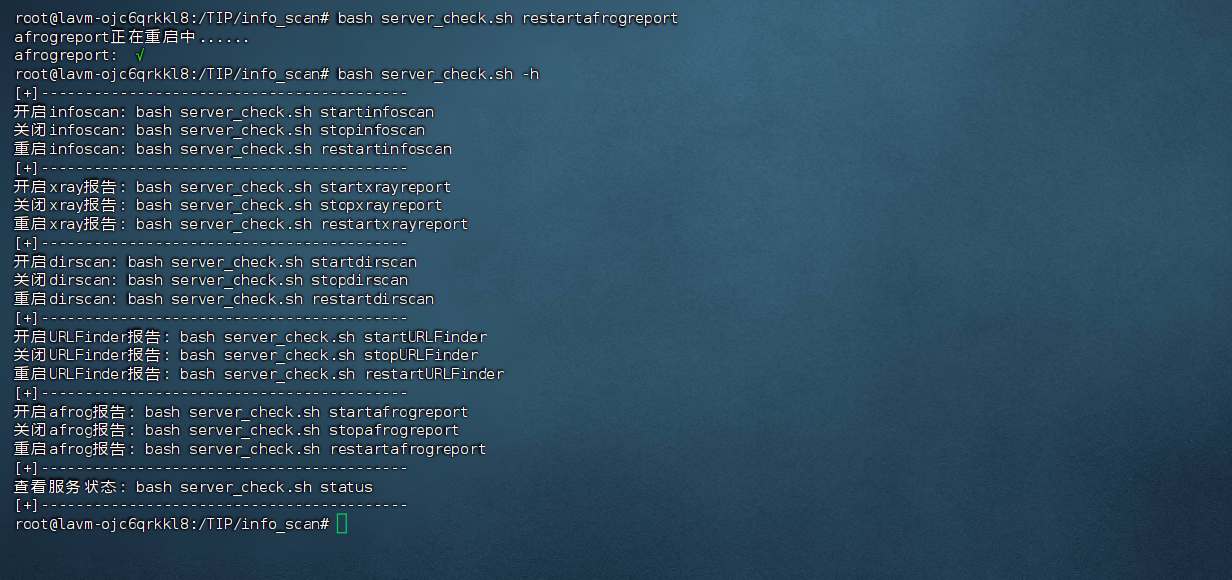 root@lavm-ojc6qrkkl8:/TIP/info_scan# bash server_check.sh restartafrogreport
afrogreport正在重启中......
afrogreport: √
root@lavm-ojc6qrkkl8:/TIP/info_scan# bash server_check.sh -h
[+]------------------------------------------
开启infoscan: bash server_check.sh startinfoscan
关闭infoscan: bash server_check.sh stopinfoscan
重启infoscan: bash server_check.sh restartinfoscan
[+]------------------------------------------
开启xray报告: bash server_check.sh startxrayreport
关闭xray报告: bash server_check.sh stopxrayreport
重启xray报告: bash server_check.sh restartxrayreport
[+]------------------------------------------
开启dirscan: bash server_check.sh startdirscan
关闭dirscan: bash server_check.sh stopdirscan
重启dirscan: bash server_check.sh restartdirscan
[+]------------------------------------------
开启URLFinder报告: bash server_check.sh startURLFinder
关闭URLFinder报告: bash server_check.sh stopURLFinder
重启URLFinder报告: bash server_check.sh restartURLFinder
[+]------------------------------------------
开启afrog报告: bash server_check.sh startafrogreport
关闭afrog报告: bash server_check.sh stopafrogreport
重启afrog报告: bash server_check.sh restartafrogreport
[+]------------------------------------------
查看服务状态: bash server_check.sh status
[+]------------------------------------------
root@lavm-ojc6qrkkl8:/TIP/info_scan#